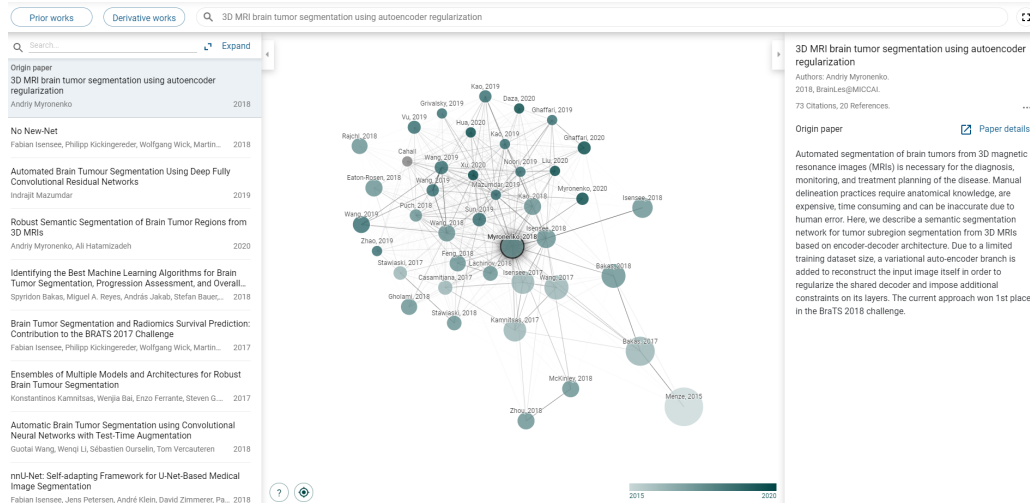 Prior works
Derivative works
3D MRI brain tumor segmentation using autoencoder regularization
Search...
Expand
Origin paper
3D MRI brain tumor segmentation using autoencoder
regularization
Andriy Myronenko 2018
No New-Net
Fabian Isensee, Philipp Kickingereder, Wolfgang Wick, Martin... 2018
Automated Brain Tumour Segmentation Using Deep Fully
Convolutional Residual Networks
Indrajit Mazumdar 2019
Robust Semantic Segmentation of Brain Tumor Regions from
3D MRIs
Andriy Myronenko, Ali Hatamizadeh 2020
Identifying the Best Machine Learning Algorithms for Brain
Tumor Segmentation, Progression Assessment, and Overall...
Spyridon Bakas, Miguel A. Reyes, András Jakab, Stefan Bauer,... 2018
Brain Tumor Segmentation and Radiomics Survival Prediction:
Contribution to the BRATS 2017 Challenge
Fabian Isensee, Philipp Kickingereder, Wolfgang Wick, Martin... 2017
Ensembles of Multiple Models and Architectures for Robust
Brain Tumour Segmentation
Konstantinos Kamnitsas, Wenjia Bai, Enzo Ferrante, Steven G.... 2017
Automatic Brain Tumor Segmentation using Convolutional
Neural Networks with Test-Time Augmentation
Guotai Wang, Wenqi Li, Sébastien Ourselin, Tom Vercauteren 2018
nnU-Net: Self-adapting Framework for U-Net-Based Medical
Image Segmentation
Fabian Isensee, Jens Petersen, André Klein, David Zimmerer, Pa... 2018
Kao, 2019
Grivalsky, 2019
Daza, 2020
Vu, 2019
Ghaffari, 2019
Hua, 2020
Rajchl, 2018
Kao, 2019
Ghaffari, 2020
Cahall
Wang, 2019
Xu, 2020
Noori, 2019
Liu, 2020
Eaton-Rosen, 2018
Wang, 2019
Mazumdar, 2019
Kao, 2018
Myronenko, 2020
Isensee, 2018
Puch, 2018
Sun, 2019
Wang, 2019
Wang, 2018
Isensee, 2018
Myronenko, 2018
Zhao, 2019
Feng, 2018
Stawiaski, 2017
Lachinov, 2018
Isensee, 2017
Wang, 2017
Bakas, 2018
Casamitjana, 2017
Gholami, 2018
Stawiaski, 2018
Kamnitsas, 2017
Bakas, 2017
McKinley, 2018
Menze, 2015
Zhou, 2018
?
2015
2020
3D MRI brain tumor segmentation using autoencoder
regularization
Authors: Andriy Myronenko.
2018, BrainLes@MICCAI.
73 Citations, 20 References.
...
Origin paper
Paper details
Automated segmentation of brain tumors from 3D magnetic
resonance images (MRIs) is necessary for the diagnosis,
monitoring, and treatment planning of the disease. Manual
delineation practices require anatomical knowledge, are
expensive, time consuming and can be inaccurate due to
human error. Here, we describe a semantic segmentation
network for tumor subregion segmentation from 3D MRIs
based on encoder-decoder architecture. Due to a limited
training dataset size, a variational auto-encoder branch is
added to reconstruct the input image itself in order to
regularize the shared decoder and impose additional
constraints on its layers. The current approach won 1st place
in the BraTS 2018 challenge.